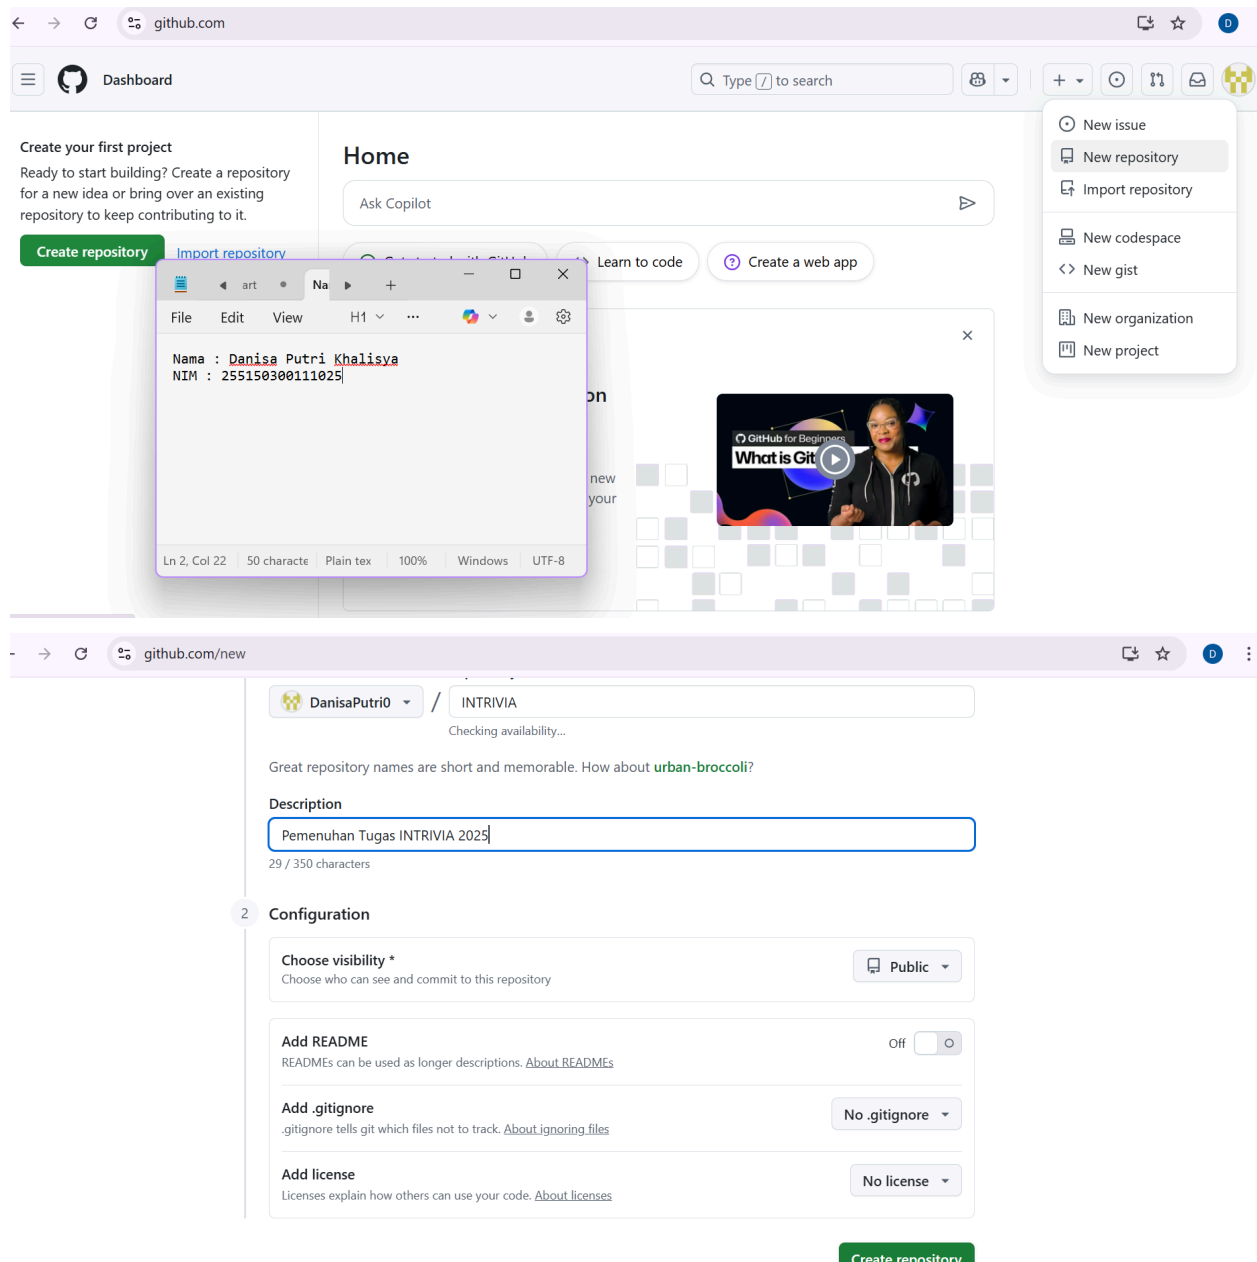 github.com
D
Dashboard
Type / to search
New issue
New repository
Import repository
New codespace
New gist
New organization
New project
Create your first project
Ready to start building? Create a repository
for a new idea or bring over an existing
repository to keep contributing to it.
Create repository
Import repository
Home
Ask Copilot
Learn to code
Create a web app
art
Na
File
Edit
View
H1
Nama : Danisa Putri Khalisya
NIM : 255150300111025
Ln 2, Col 22
50 characte
Plain tex
100%
Windows
UTF-8
on
new
your
GitHub for Beginners
What is Git
github.com/new
D
DanisaPutri0
/
INTRIVIA
Checking availability...
Great repository names are short and memorable. How about urban-broccoli?
Description
Pemenuhan Tugas INTRIVIA 2025
29 / 350 characters
2
Configuration
Choose visibility *
Choose who can see and commit to this repository
Public
Add README
READMEs can be used as longer descriptions. About READMEs
Off
Add .gitignore
.gitignore tells git which files not to track. About ignoring files
No .gitignore
Add license
Licenses explain how others can use your code. About licenses
No license
Create repository